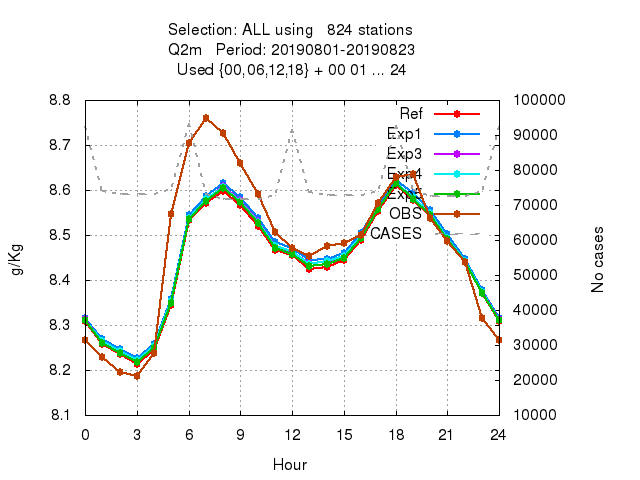 Selection: ALL using   824 stations
Q2m   Period: 20190801-20190823
Used {00,06,12,18} + 00 01 ... 24
8.8
8.7
8.6
8.5
8.4
8.3
8.2
8.1
g/Kg
100000
90000
80000
70000
60000
50000
40000
30000
20000
10000
No cases
Ref
Exp1
Exp3
Exp4
OBS
CASES
0 3 6 9 12 15 18 21 24
Hour